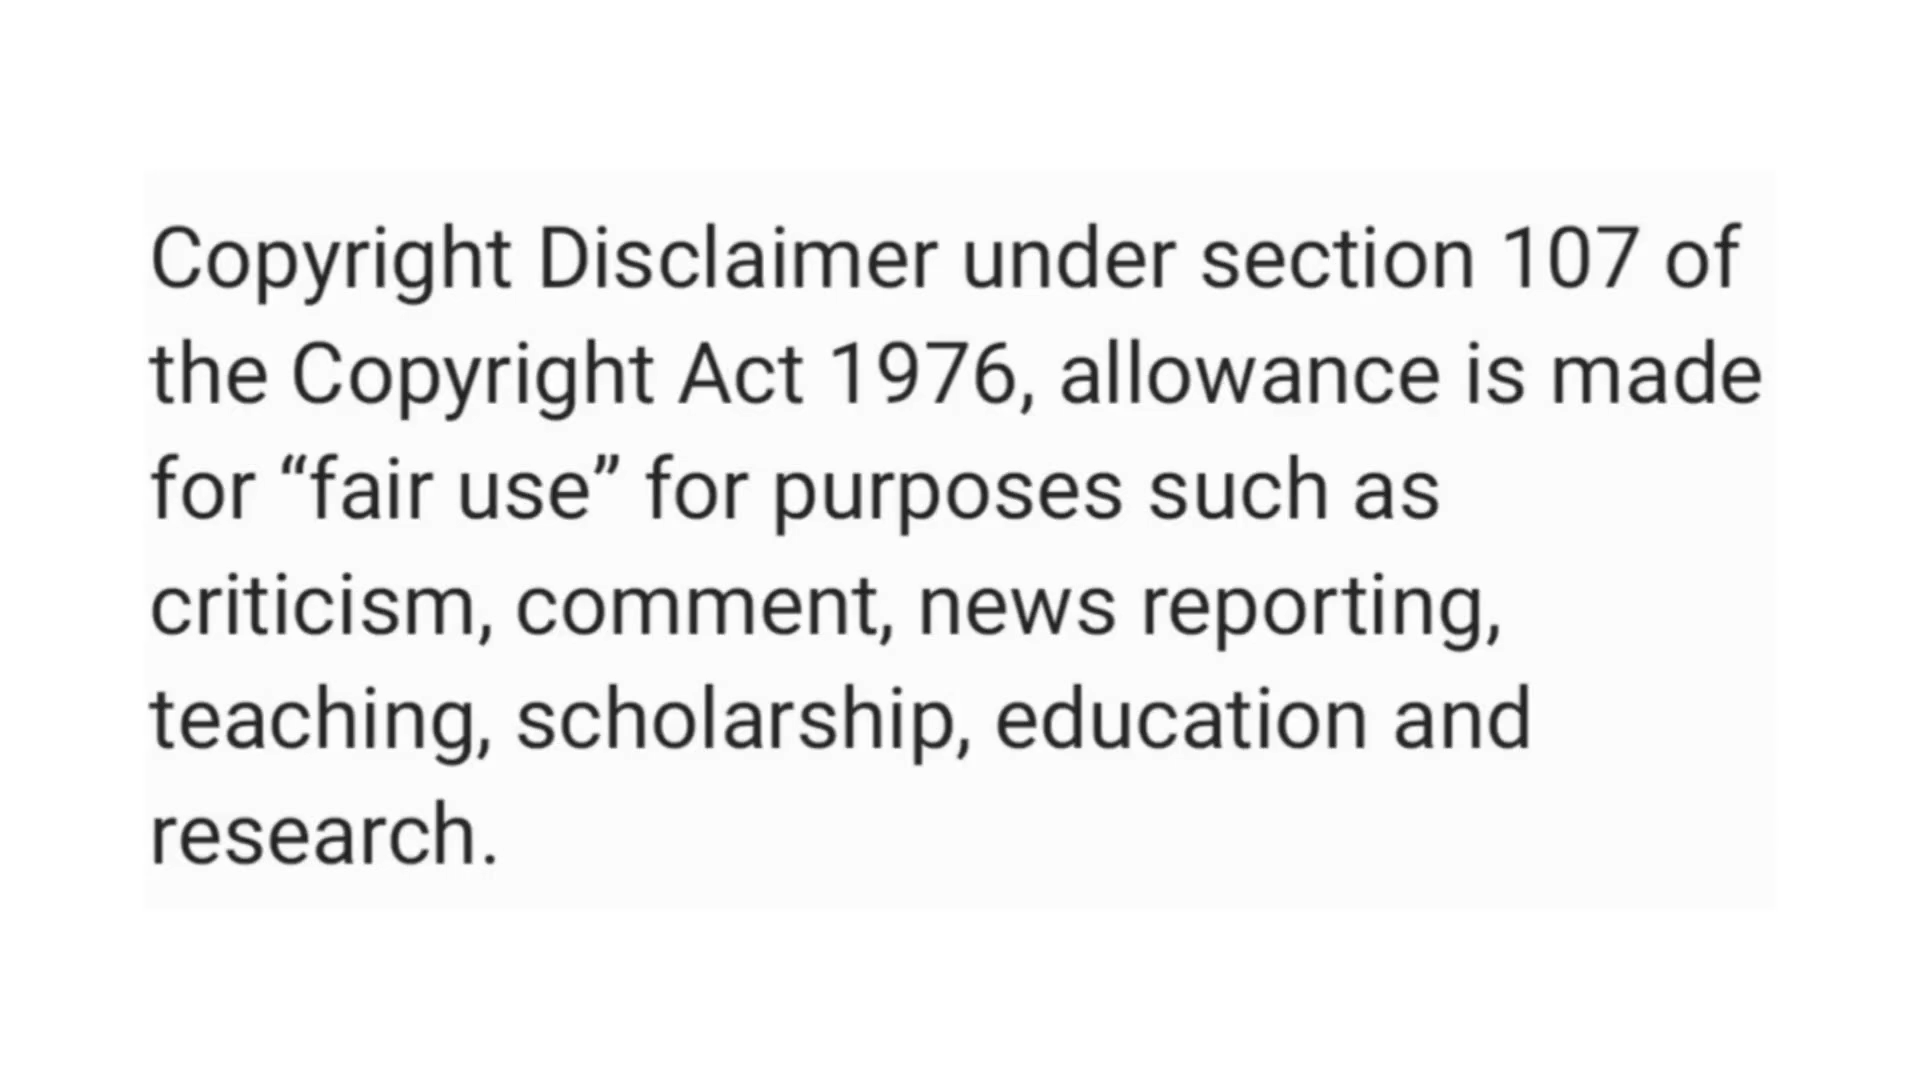 Copyright Disclaimer under section 107 of
the Copyright Act 1976, allowance is made
for “fair use” for purposes such as
criticism, comment, news reporting,
teaching, scholarship, education and
research.